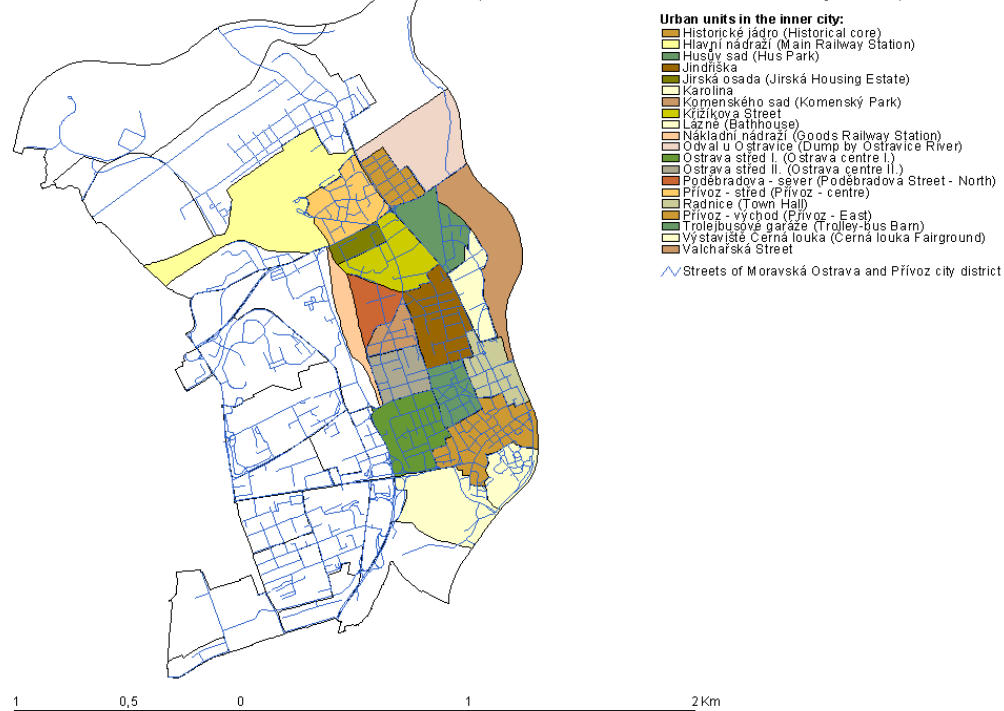 Urban units in the inner city:
Historické jádro (Historical core)
Hlavní nádraží (Main Railway Station)
Husův sad (Hus Park)
Jindřiška
Jirská osada (Jirská Housing Estate)
Karolina
Komenského sad (Komenský Park)
Křižíkova Street
Lázně (Bathhouse)
Nákladní nádraží (Goods Railway Station)
Odval u Ostravice (Dump by Ostravice River)
Ostrava střed I. (Ostrava centre I.)
Ostrava střed II. (Ostrava centre II.)
Poděbradova - sever (Poděbradova Street - North)
Přívoz - střed (Přívoz - centre)
Radnice (Town Hall)
Přívoz - východ (Přívoz - East)
Trolejbusové garáže (Trolley-bus Barn)
Výstaviště Černá louka (Černá louka Fairground)
Valchařská Street
Streets of Moravská Ostrava and Přívoz city district
1 0,5 0 1 2 Km